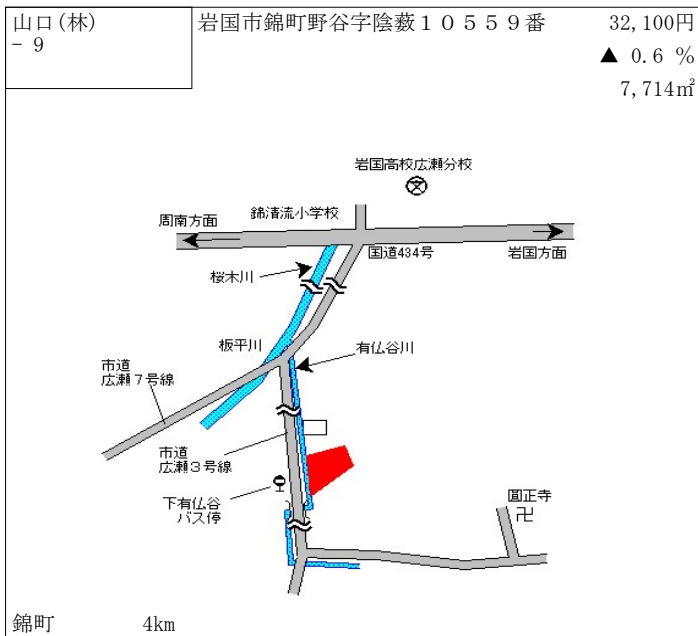 山口(林)
- 9
岩国市錦町野谷字陰薮１０５５９番
32,100円
▲ 0.6 %
7,714㎡
岩国高校広瀬分校
錦清流小学校
周南方面
国道434号
岩国方面
桜木川
板平川
有仏谷川
市道
広瀬７号線
市道
広瀬３号線
下有仏谷
バス停
圓正寺
卍
錦町 4km